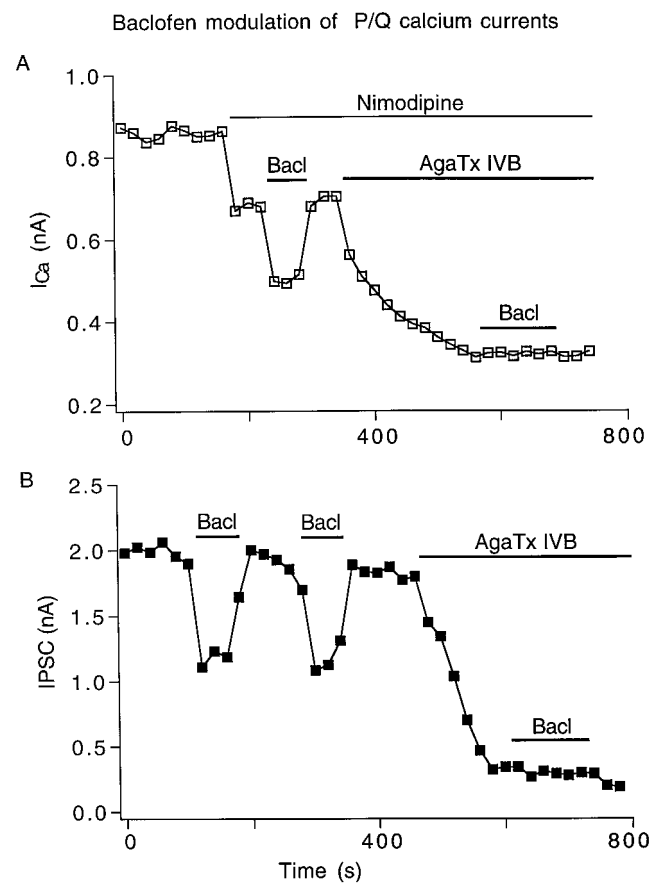 Baclofen modulation of P/Q calcium currents
A
1.0
Nimodipine
0.8
Bacl
AgaTx IVB
ICa (nA)
0.6
0.4
Bacl
0.2
0
400
800
B
2.5
Bacl
Bacl
AgaTx IVB
2.0
IPSC (nA)
1.5
1.0
Bacl
0.5
0.0
0
400
800
Time (s)